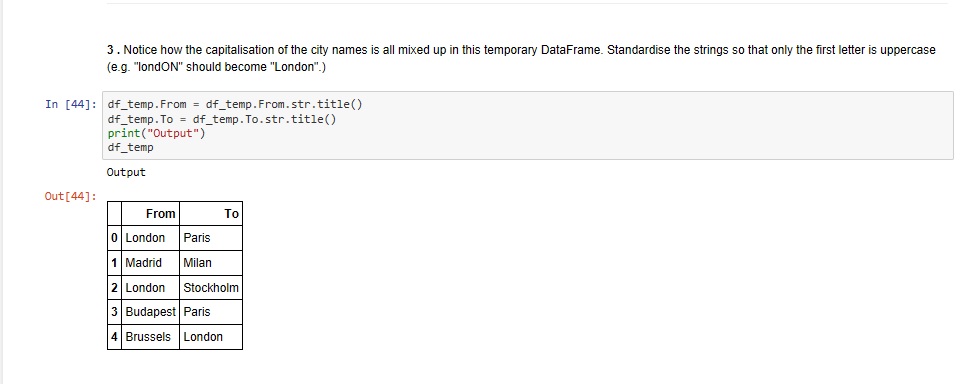 3 . Notice how the capitalisation of the city names is all mixed up in this temporary DataFrame. Standardise the strings so that only the first letter is uppercase
(e.g. "londON" should become "London".)
In [44]: df_temp.From = df_temp.From.str.title()
df_temp.To = df_temp.To.str.title()
print("Output")
df_temp
Output
Out[44]:
From To
0 London Paris
1 Madrid Milan
2 London Stockholm
3 Budapest Paris
4 Brussels London